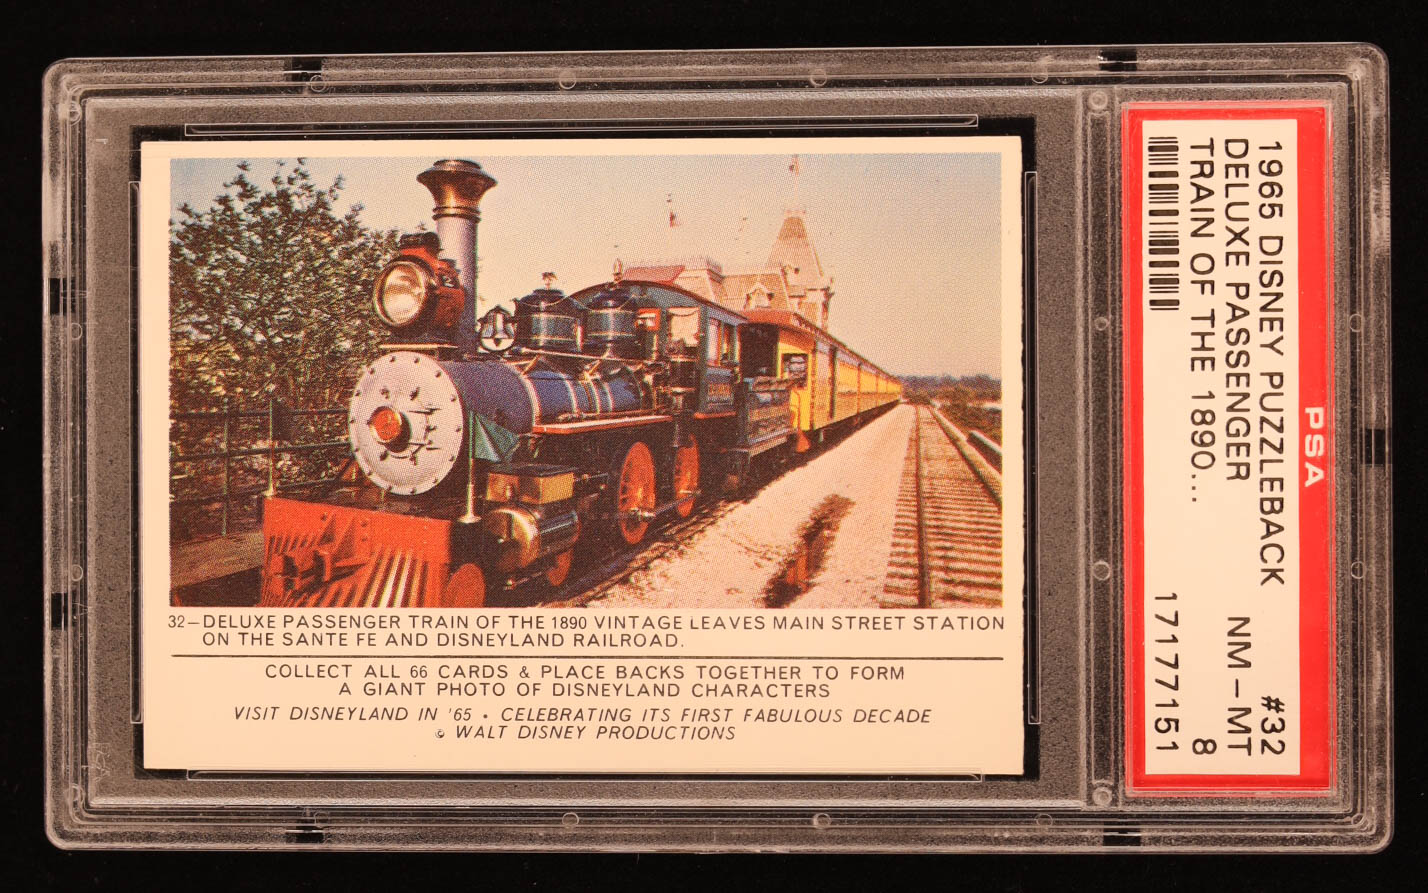 32—DELUXE PASSENGER TRAIN OF THE 1890 VINTAGE LEAVES MAIN STREET STATION
ON THE SANTE FE AND DISNEYLAND RAILROAD.
COLLECT ALL 66 CARDS & PLACE BACKS TOGETHER TO FORM
A GIANT PHOTO OF DISNEYLAND CHARACTERS
VISIT DISNEYLAND IN '65 • CELEBRATING ITS FIRST FABULOUS DECADE
© WALT DISNEY PRODUCTIONS
PSA
1965 DISNEY PUZZLEBACK #32
DELUXE PASSENGER NM-MT
TRAIN OF THE 1890... 8
17177151